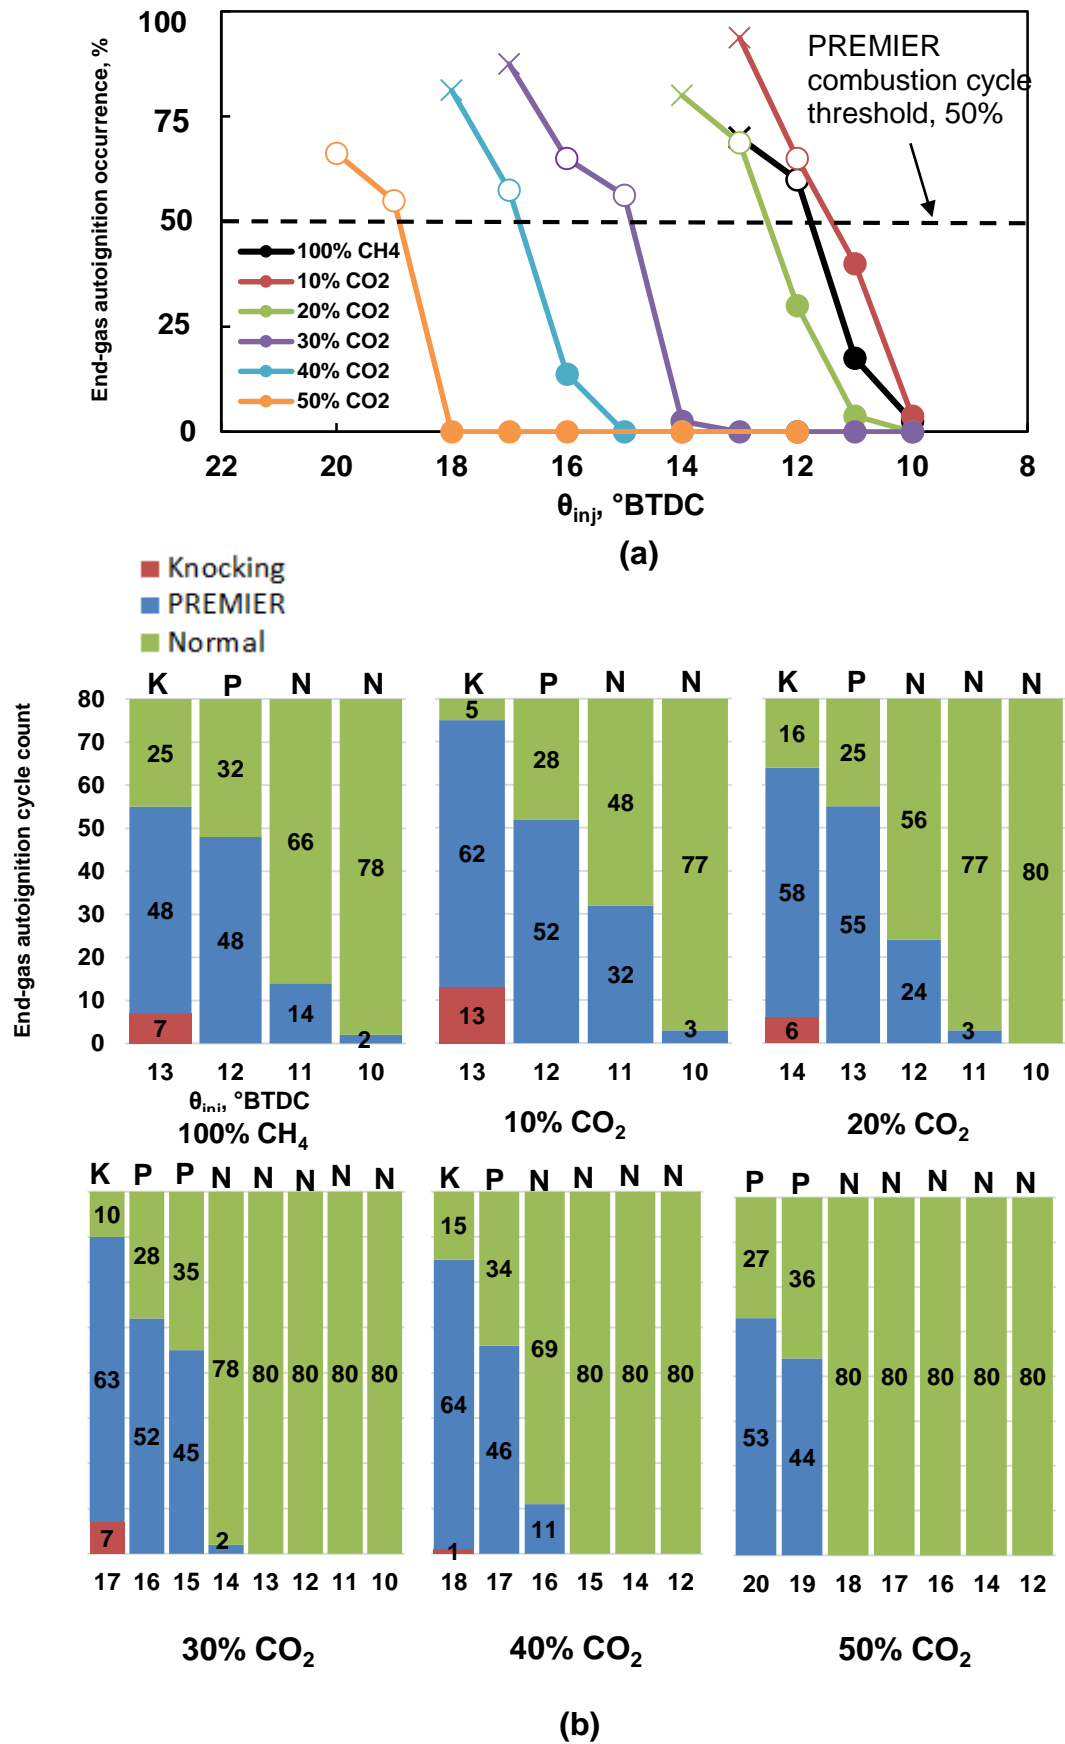 100
75
50
25
0
End-gas autoignition occurrence, %
PREMIER
combustion cycle
threshold, 50%
100% CH4
10% CO2
20% CO2
30% CO2
40% CO2
50% CO2
22 20 18 16 14 12 10 8
θinj, °BTDC
(a)
Knocking
PREMIER
Normal
End-gas autoignition cycle count
80
70
60
50
40
30
20
10
0
K P N N
25 32 66 78
48 48 14 2
7
13 12 11 10
θinj, °BTDC
100% CH4
K P N N
5 28 48 77
62 52 32 3
13
13 12 11 10
10% CO2
K P N N N
16 25 56 77 80
58 55 24 3
6
14 13 12 11 10
20% CO2
K P P N N N N N
10 28 35 78 80 80 80 80
63 52 45 2
7
17 16 15 14 13 12 11 10
30% CO2
K P N N N N
15 34 69 80 80 80
64 46 11
1
18 17 16 15 14 12
40% CO2
P P N N N N N
27 36 80 80 80 80 80
53 44
20 19 18 17 16 14 12
50% CO2
(b)